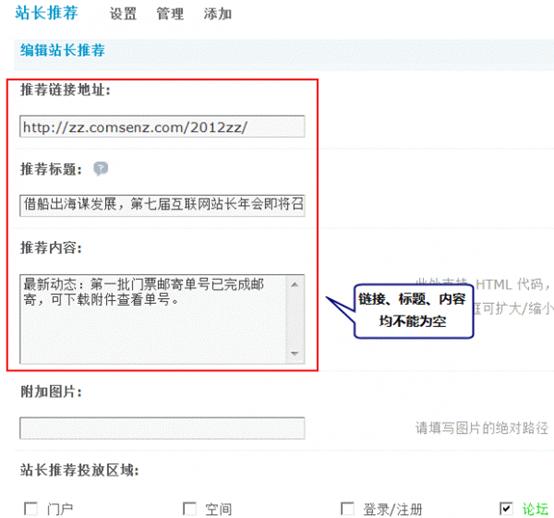 站长推荐 设置 管理 添加
编辑站长推荐
推荐链接地址:
http://zz.comsenz.com/2012zz/
推荐标题: ?
借船出海谋发展，第七届互联网站长年会即将召
推荐内容:
最新动态：第一批门票邮寄单号已完成邮
寄，可下载附件查看单号。
HTML 代码，
框可扩大/缩小
链接、标题、内容
均不能为空
附加图片:
请填写图片的绝对路径
站长推荐投放区域:
门户 空间 登录/注册 论坛